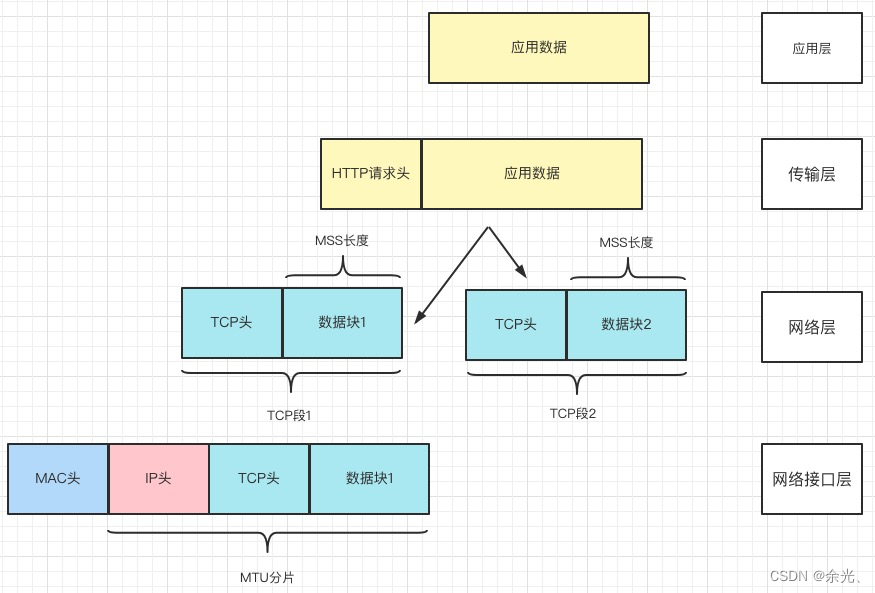 应用数据
应用层
HTTP请求头
应用数据
传输层
MSS长度
MSS长度
TCP头
数据块1
TCP头
数据块2
网络层
TCP段1
TCP段2
MAC头
IP头
TCP头
数据块1
网络接口层
MTU分片
CSDN @余光、